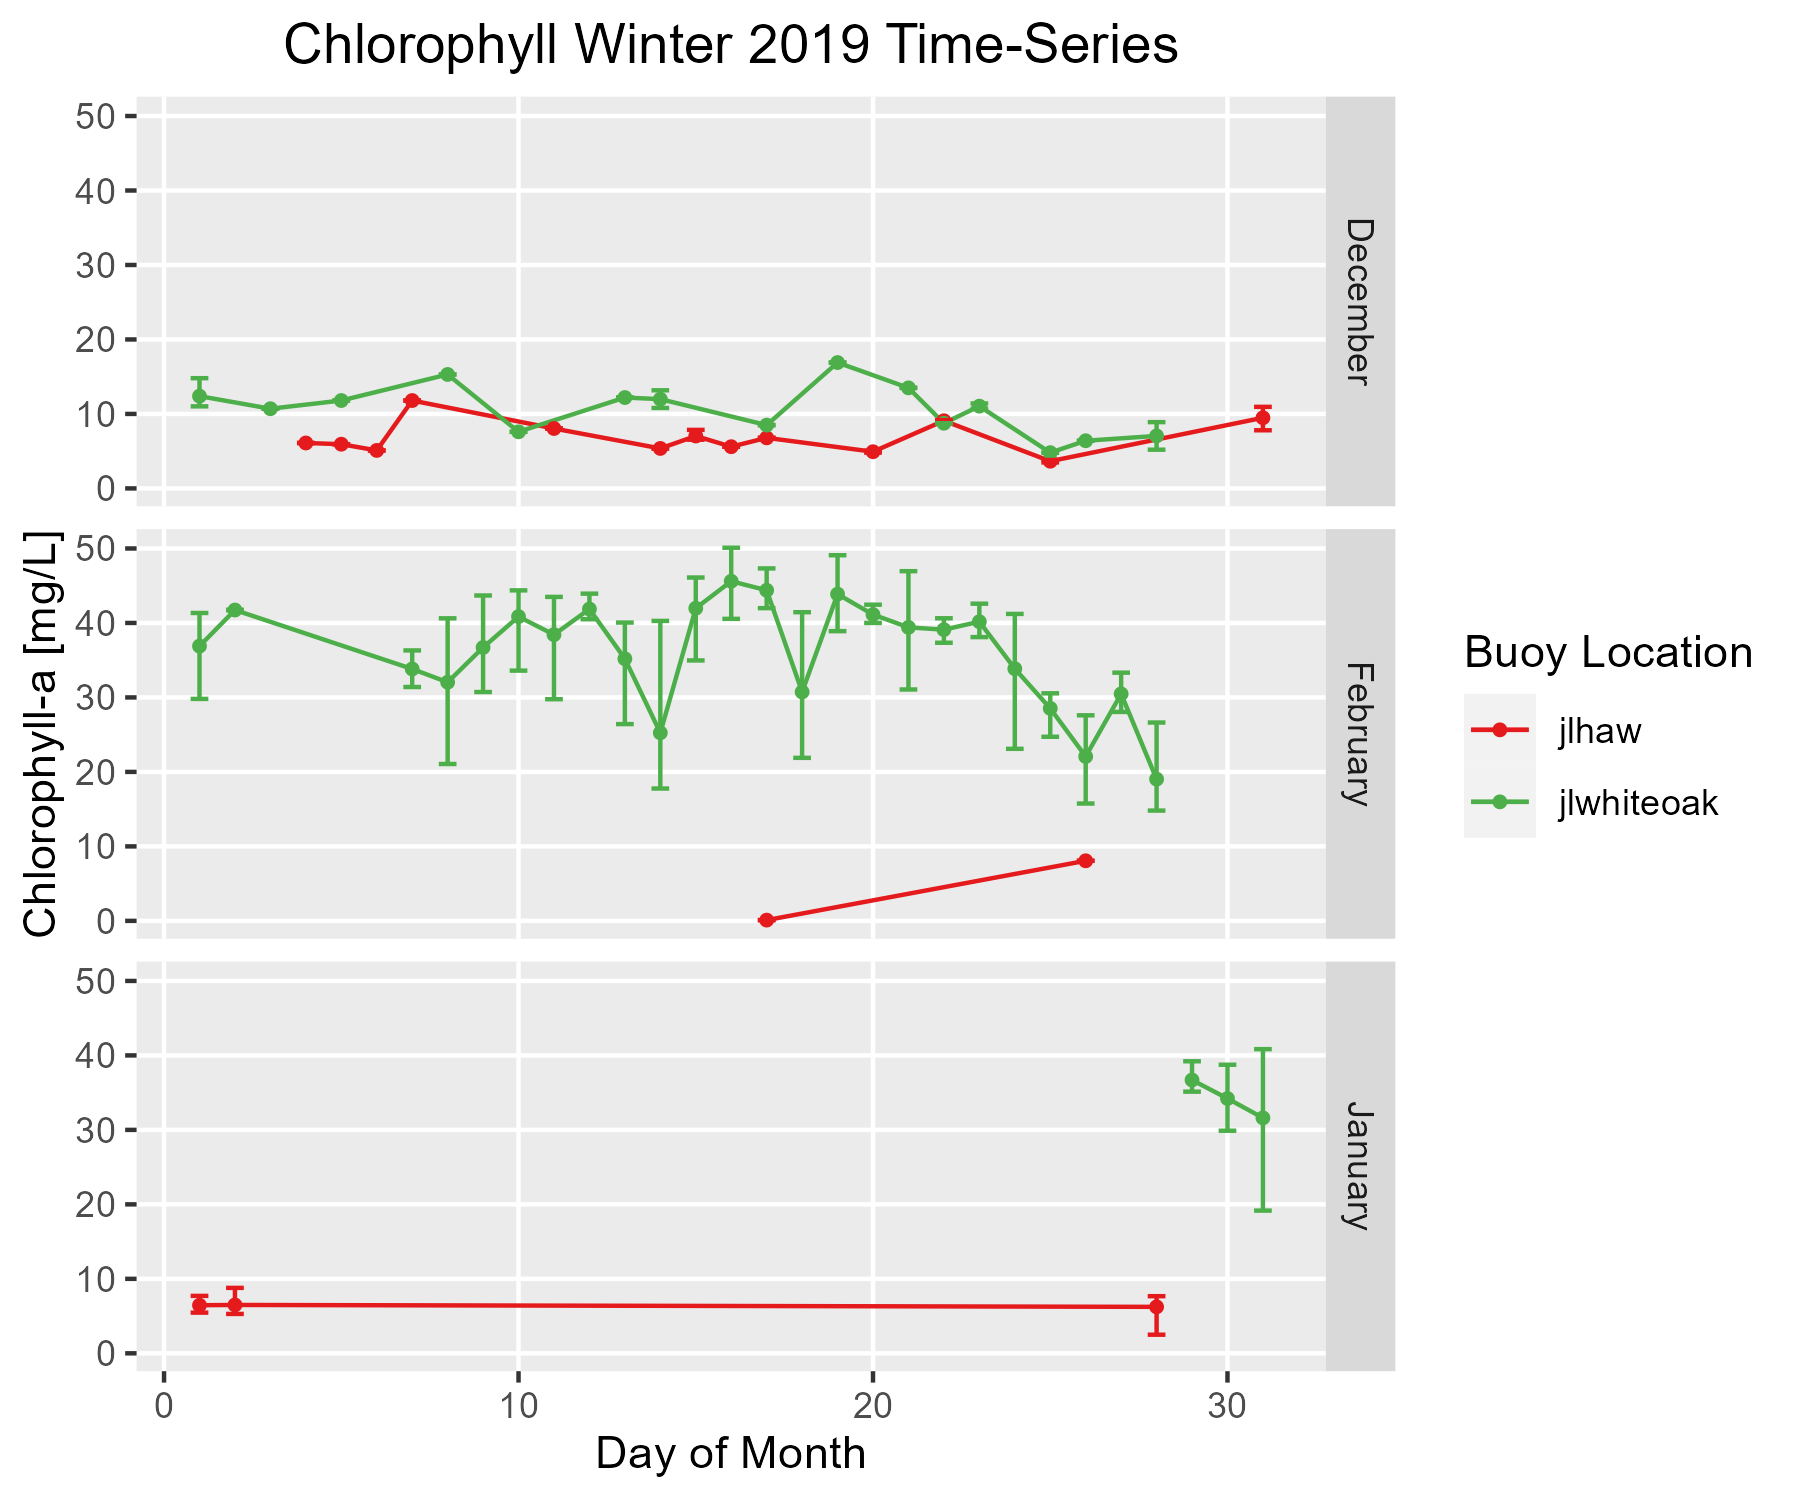 Chlorophyll Winter 2019 Time-Series
Chlorophyll-a [mg/L]
50
40
30
20
10
0
December
50
40
30
20
10
0
February
50
40
30
20
10
0
January
0 10 20 30
Day of Month
Buoy Location
jlhaw
jlwhiteoak